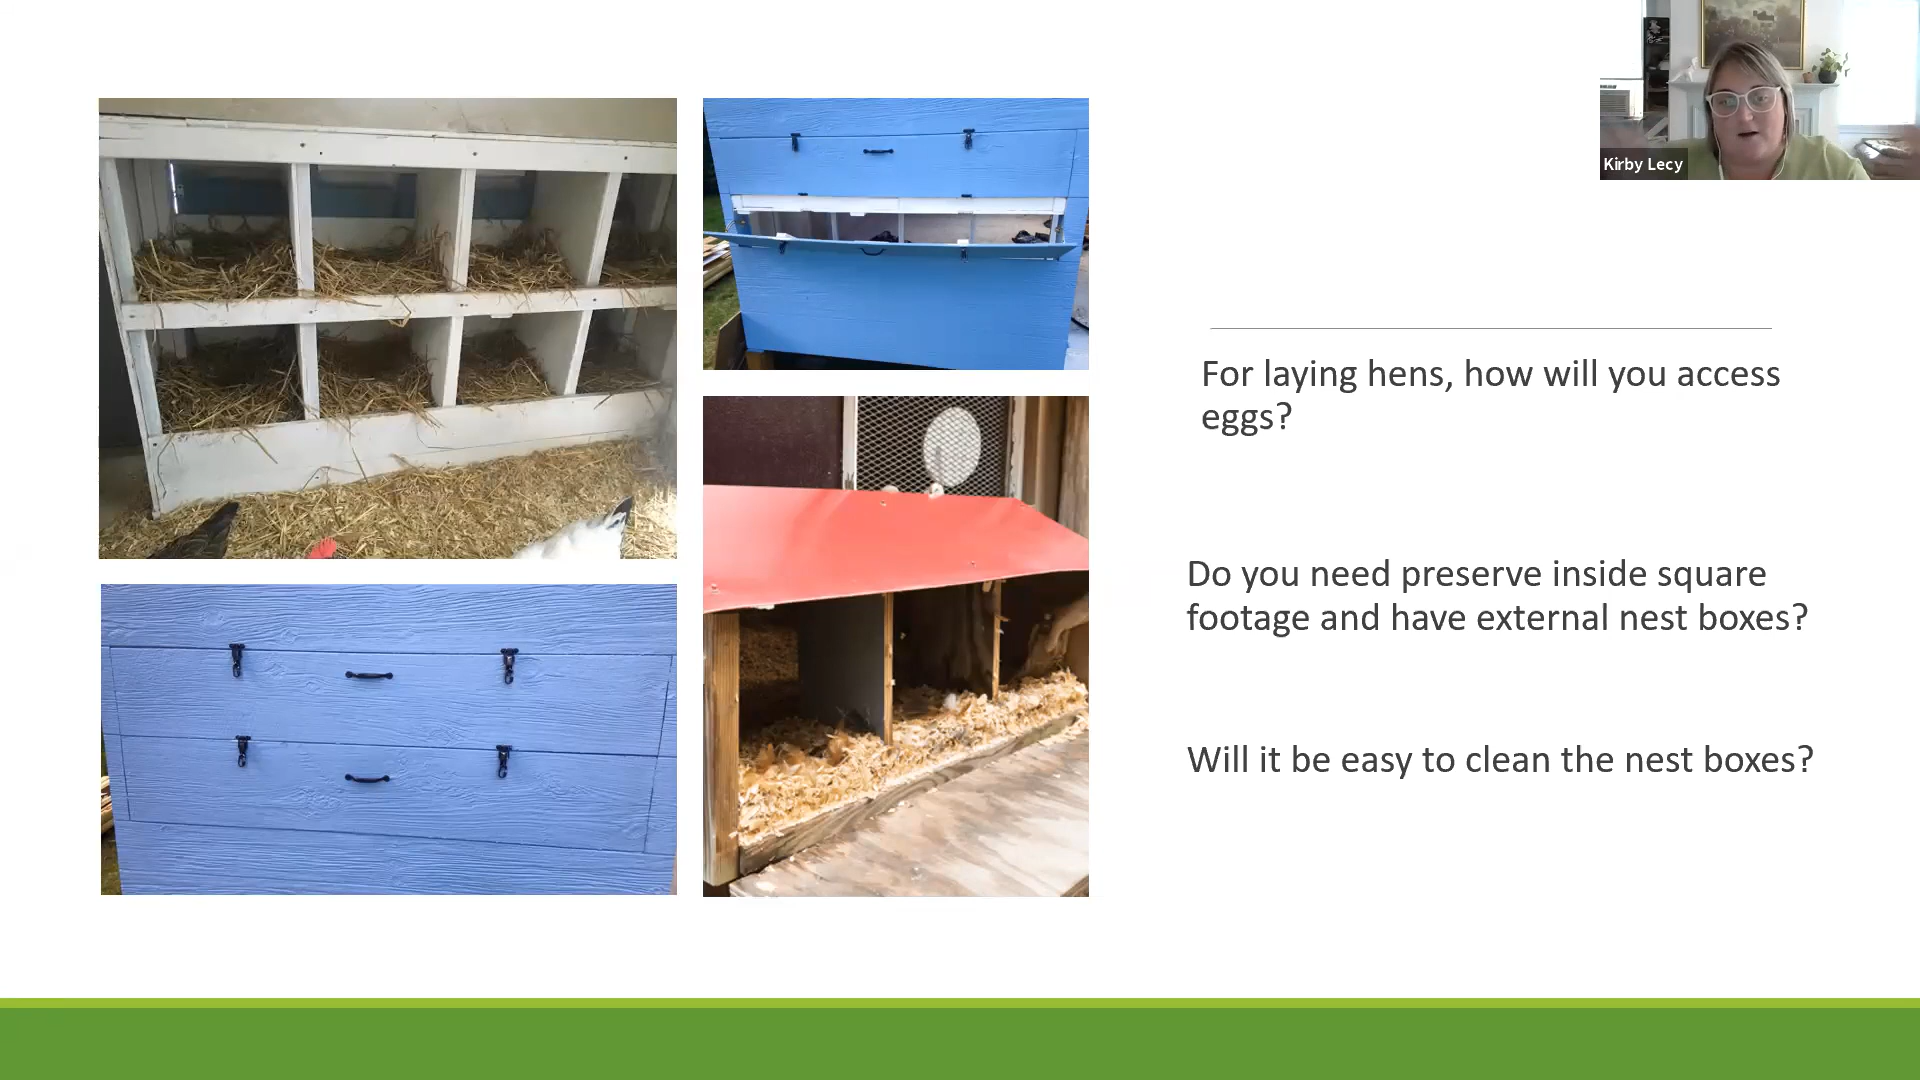 Kirby Lecy
For laying hens, how will you access
eggs?
Do you need preserve inside square
footage and have external nest boxes?
Will it be easy to clean the nest boxes?